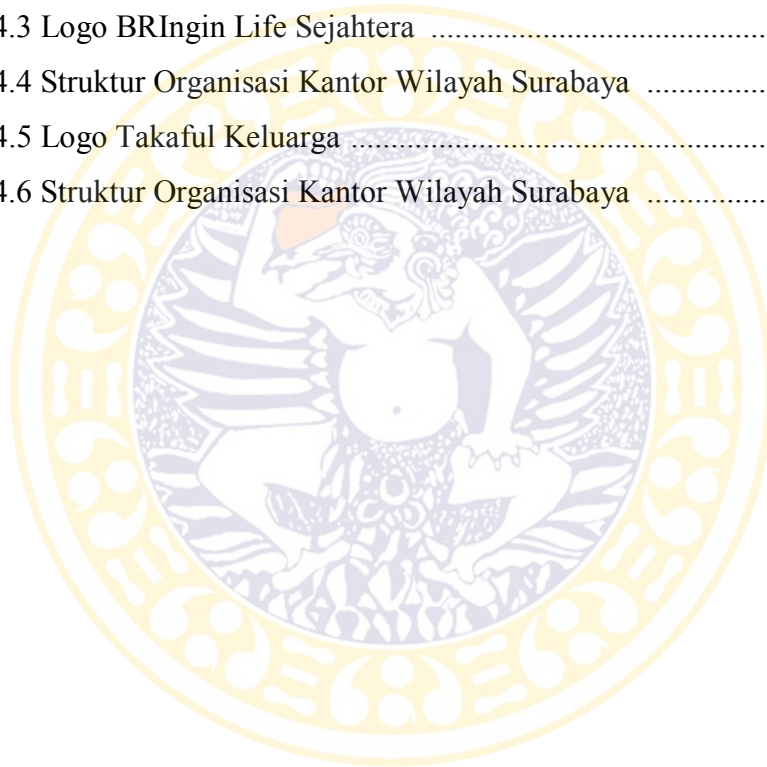 4.3 Logo BRIngin Life Sejahtera ..........................................
4.4 Struktur Organisasi Kantor Wilayah Surabaya ...............
4.5 Logo Takaful Keluarga .....................................................
4.6 Struktur Organisasi Kantor Wilayah Surabaya ...............